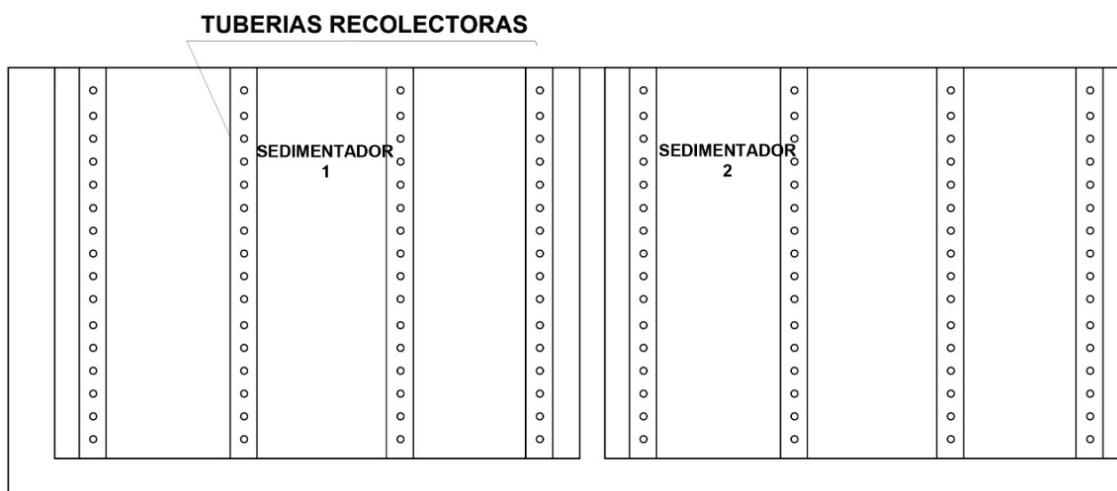 TUBERIAS RECOLECTORAS
SEDIMENTADOR
1
SEDIMENTADOR
2